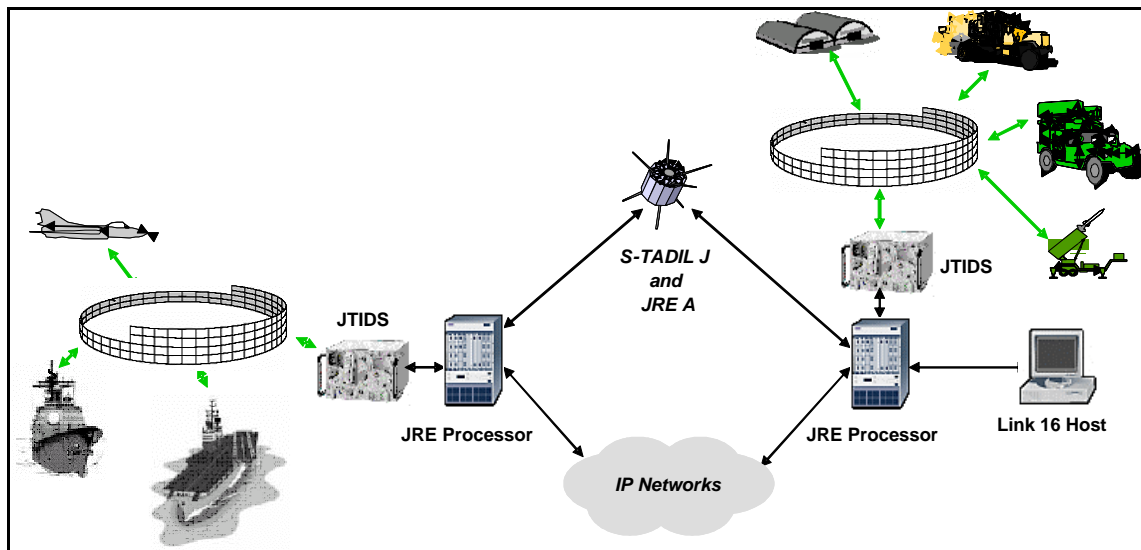 S-TADIL J
and
JRE A
JTIDS
JTIDS
JRE Processor
JRE Processor
Link 16 Host
IP Networks